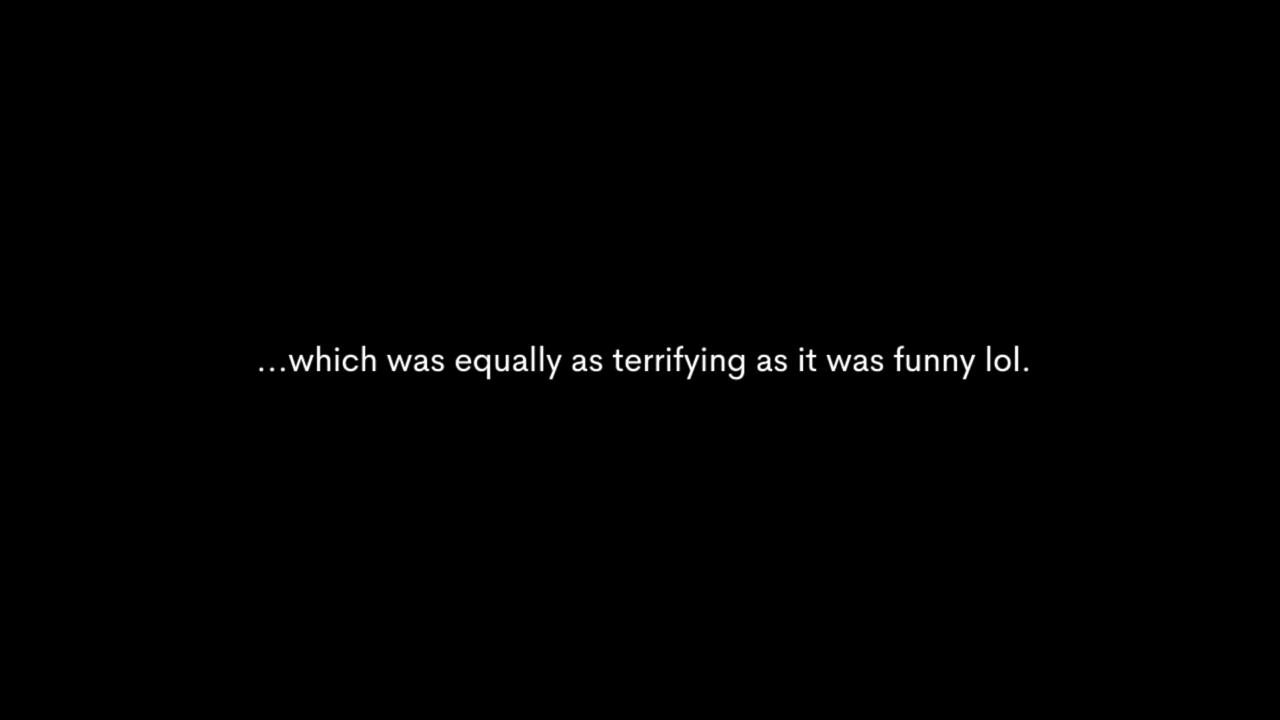 ...which was equally as terrifying as it was funny lol.